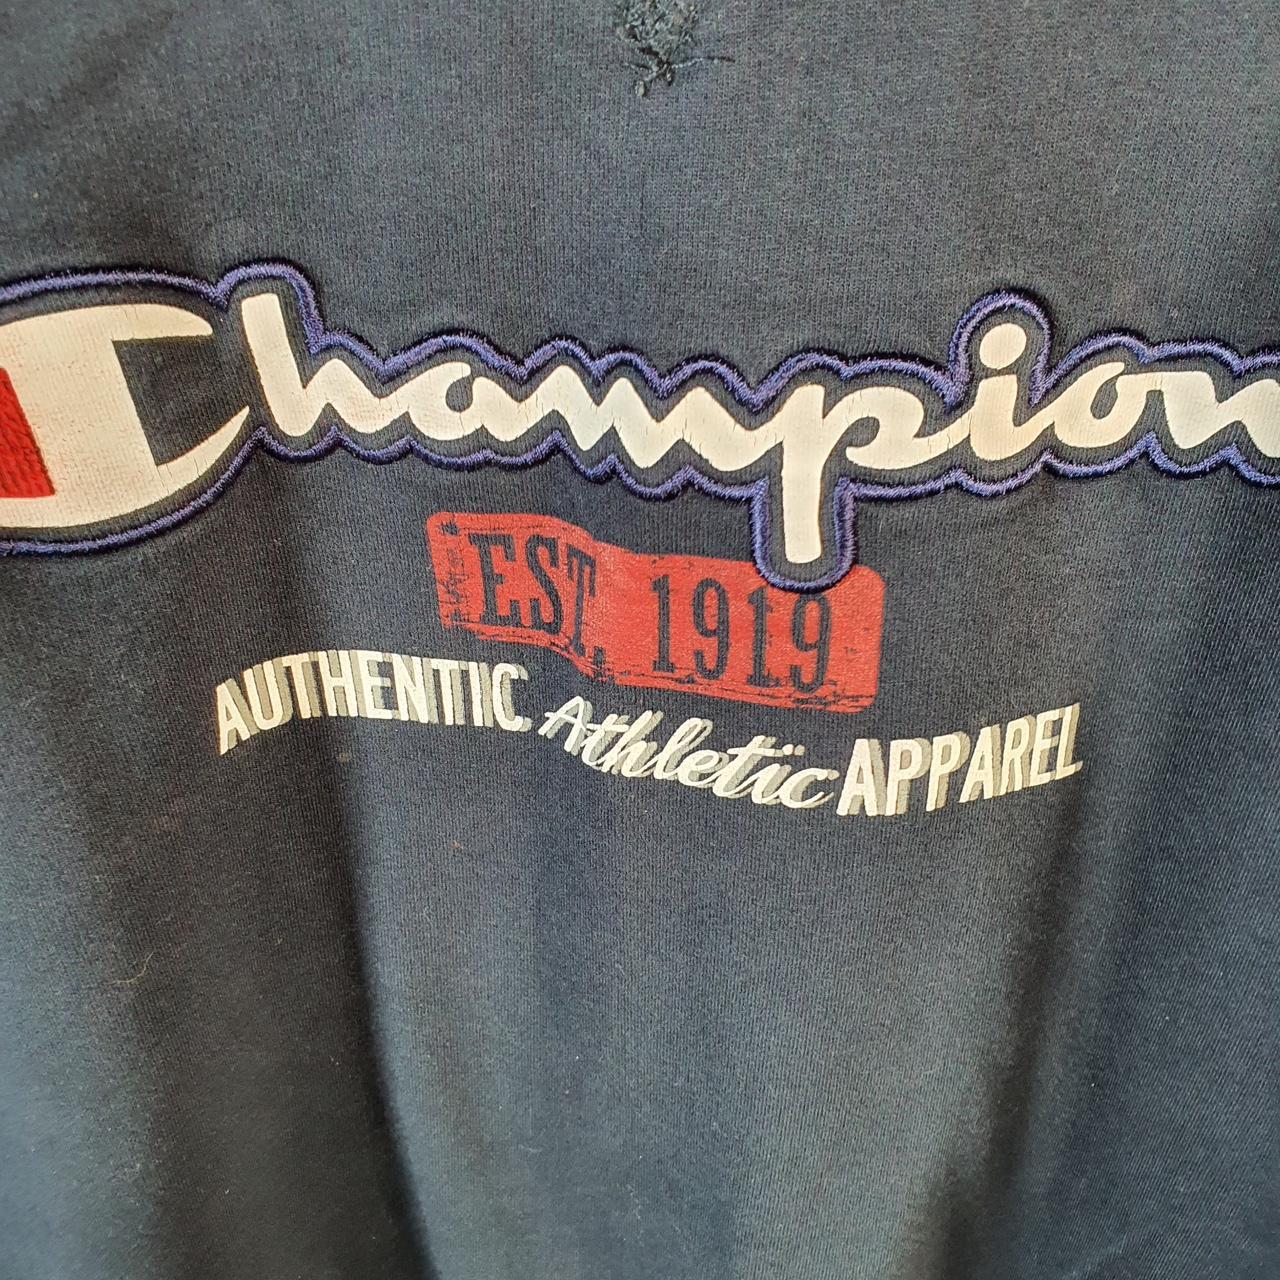 Champion
EST. 1919
AUTHENTIC Athletic APPAREL